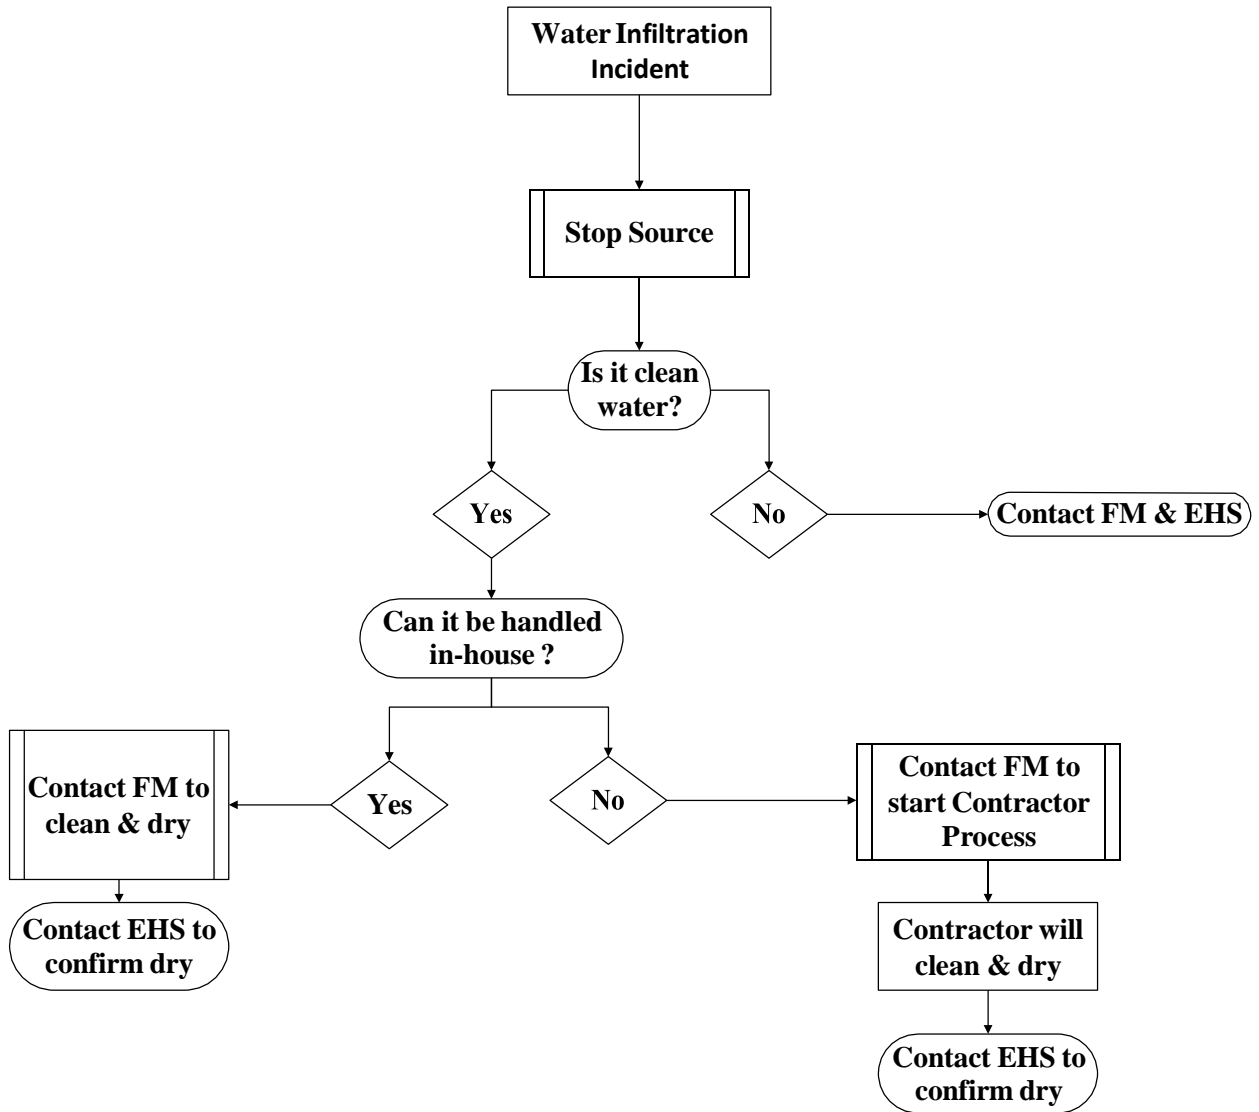 Water Infiltration
Incident
Stop Source
Is it clean
water?
Yes
No
Contact FM & EHS
Can it be handled
in-house ?
Yes
No
Contact FM to
clean & dry
Contact FM to
start Contractor
Process
Contact EHS to
confirm dry
Contractor will
clean & dry
Contact EHS to
confirm dry